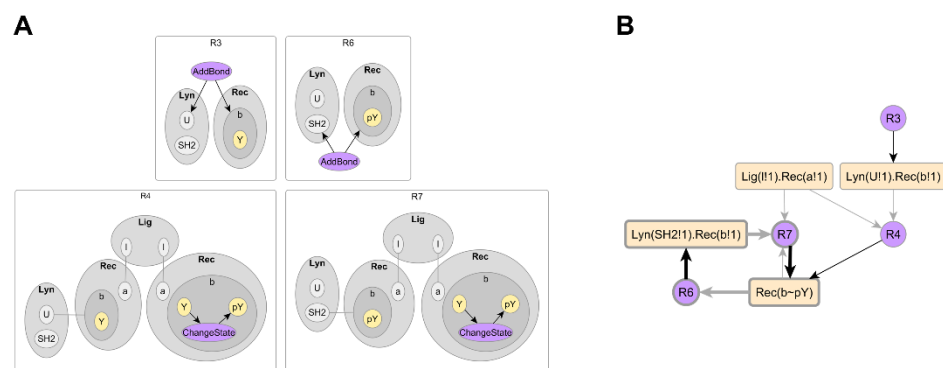 A
B
R3
AddBond
Lyn
U
SH2
Rec
b
Y
R6
Lyn
U
SH2
Rec
b
pY
AddBond
R4
Lig
l
l
Rec
b
Y
a
a
Rec
b
Y
pY
ChangeState
Lyn
U
SH2
R7
Lig
l
l
Rec
b
pY
a
a
Rec
b
Y
pY
ChangeState
Lyn
U
SH2
R3
Lig(l!1).Rec(a!1)
Lyn(U!1).Rec(b!1)
Lyn(SH2!1).Rec(b!1)
R7
R4
R6
Rec(b~pY)